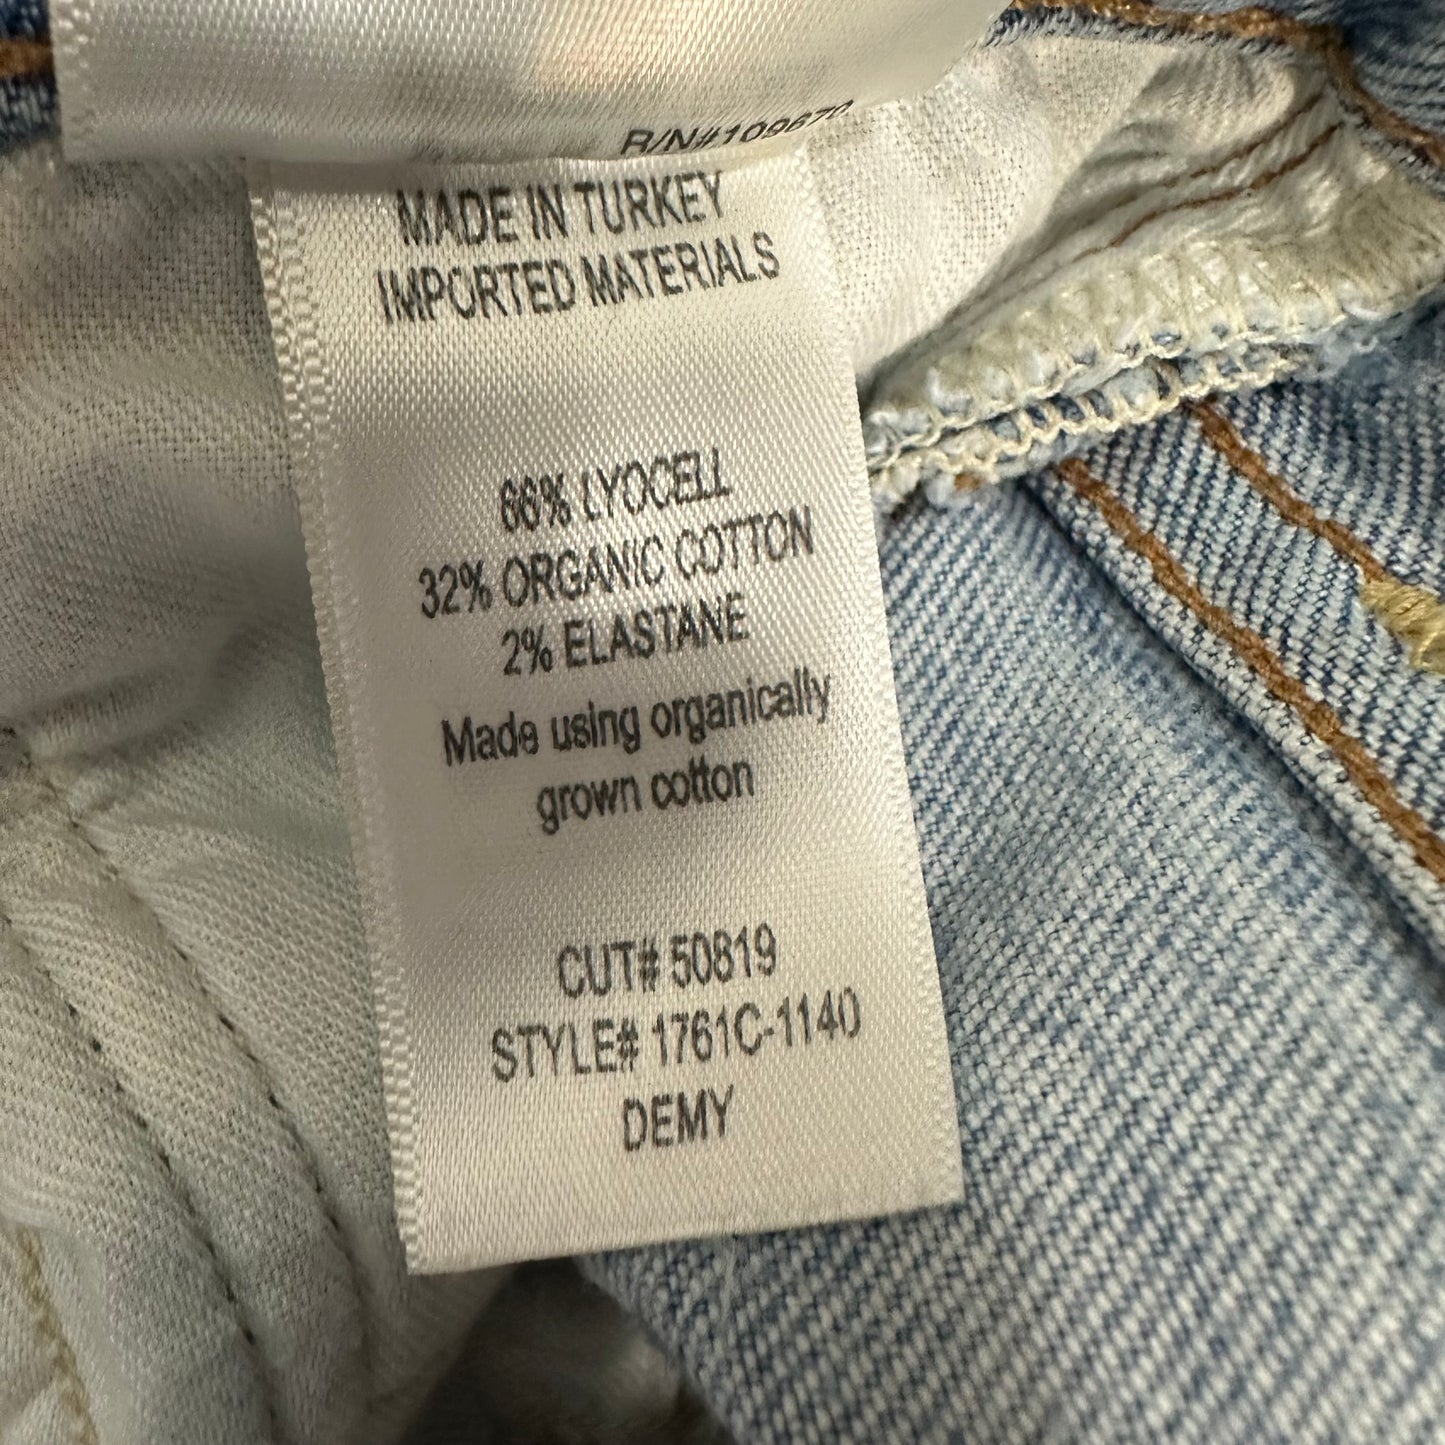 R/N#109670
MADE IN TURKEY
IMPORTED MATERIALS
66% LYOCELL
32% ORGANIC COTTON
2% ELASTANE
Made using organically
grown cotton
CUT# 50819
STYLE# 1761C-1140
DEMY